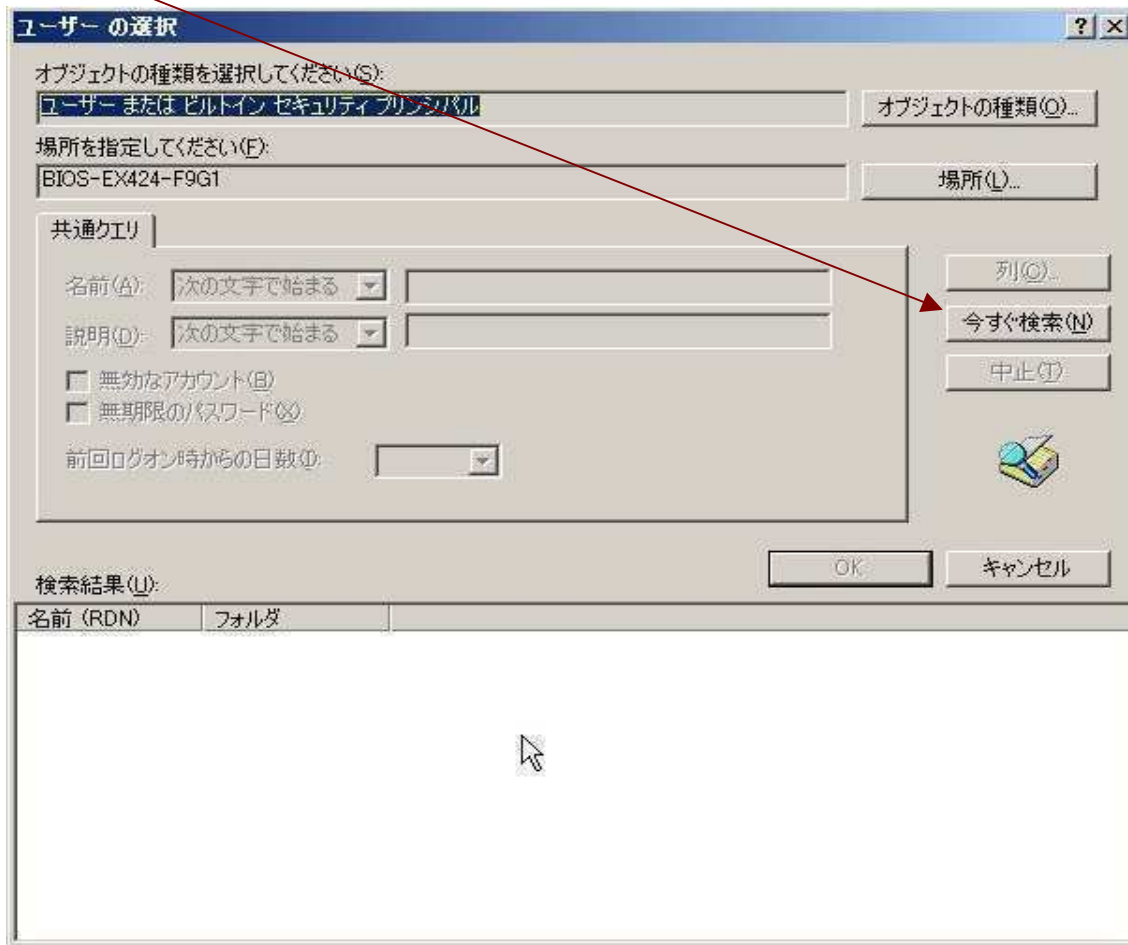 ユーザー の選択
オブジェクトの種類を選択してください(S):
ユーザー または ビルトイン セキュリティ プリンシパル
オブジェクトの種類(O)...
場所を指定してください(F):
BIOS-EX424-F9G1
場所(L)...
共通クエリ
名前(A):
次の文字で始まる
列(C)...
説明(D):
次の文字で始まる
今すぐ検索(N)
無効なアカウント(B)
中止(T)
無期限のパスワード(X)
前回ログオン時からの日数(I):
OK
キャンセル
検索結果(U):
名前 (RDN)
フォルダ